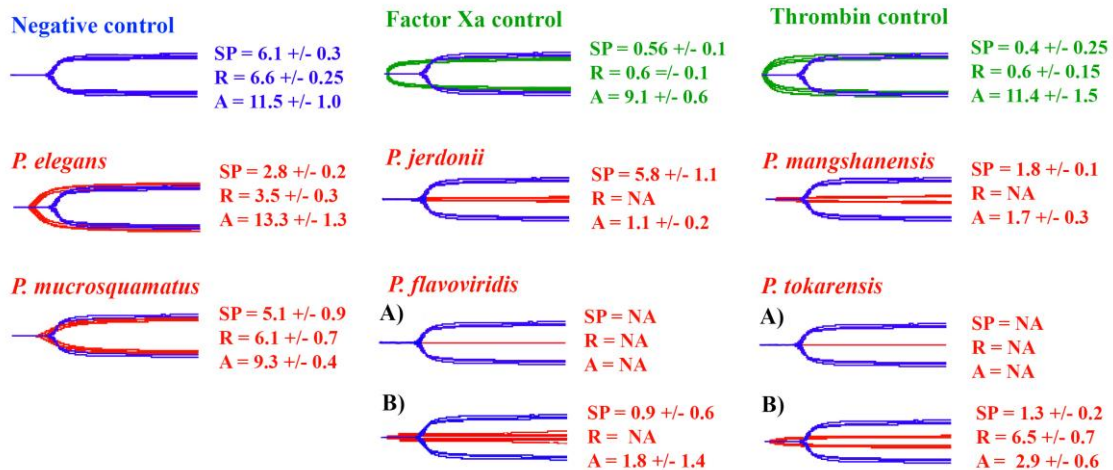 Negative control
SP = 6.1 +/- 0.3
R = 6.6 +/- 0.25
A = 11.5 +/- 1.0
Factor Xa control
SP = 0.56 +/- 0.1
R = 0.6 =/- 0.1
A = 9.1 +/- 0.6
Thrombin control
SP = 0.4 +/- 0.25
R = 0.6 +/- 0.15
A = 11.4 +/- 1.5
P. elegans
SP = 2.8 +/- 0.2
R = 3.5 +/- 0.3
A = 13.3 +/- 1.3
P. jerdonii
SP = 5.8 +/- 1.1
R = NA
A = 1.1 +/- 0.2
P. mangshanensis
SP = 1.8 +/- 0.1
R = NA
A = 1.7 +/- 0.3
P. mucrosquamatus
SP = 5.1 +/- 0.9
R = 6.1 +/- 0.7
A = 9.3 +/- 0.4
P. flavoviridis
A)
SP = NA
R = NA
A = NA
B)
SP = 0.9 +/- 0.6
R = NA
A = 1.8 +/- 1.4
P. tokarensis
A)
SP = NA
R = NA
A = NA
B)
SP = 1.3 +/- 0.2
R = 6.5 +/- 0.7
A = 2.9 +/- 0.6